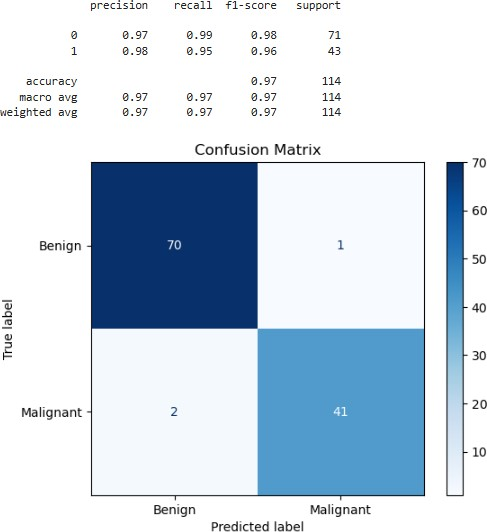 precision recall f1-score support
0 0.97 0.99 0.98 71
1 0.98 0.95 0.96 43
accuracy 0.97 114
macro avg 0.97 0.97 0.97 114
weighted avg 0.97 0.97 0.97 114
Confusion Matrix
70
60
50
40
30
20
10
True label
Benign 70 1
Malignant 2 41
Benign Malignant
Predicted label